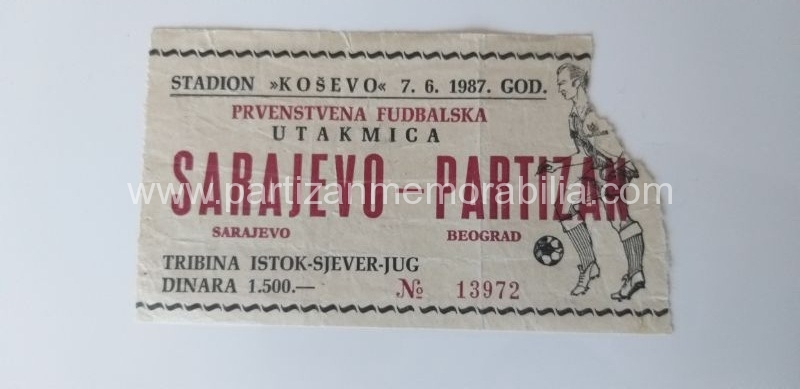 STADION »KOŠEVO« 7. 6. 1987. GOD.
PRVENSTVENA FUDBALSKA
UTAKMICA
SARAJEVO — PARTIZAN
www.partizanmemorabilia.com
SARAJEVO BEOGRAD
TRIBINA ISTOK-SJEVER-JUG
DINARA 1.500.— № 13972